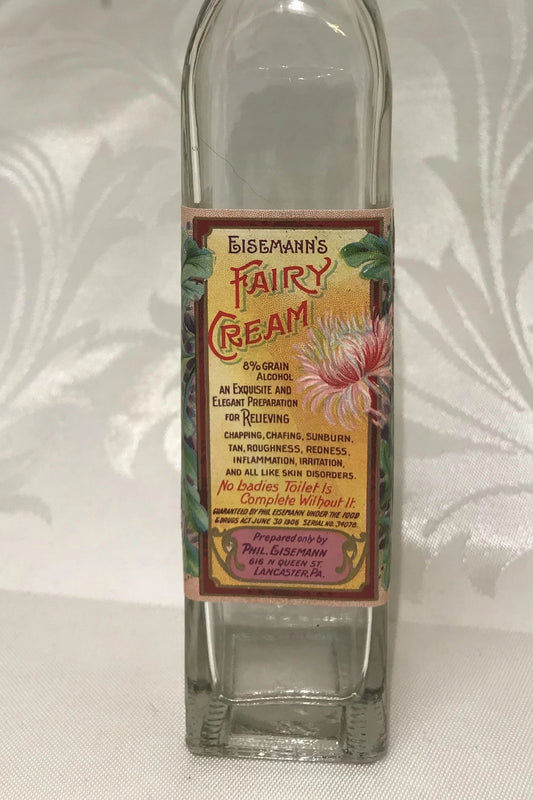 EISEMANN'S
FAIRY
CREAM
8% GRAIN
ALCOHOL
AN EXQUISITE AND
ELEGANT PREPARATION
FOR RELIEVING
CHAPPING, CHAFING, SUNBURN,
TAN, ROUGHNESS, REDNESS,
INFLAMMATION, IRRITATION,
AND ALL LIKE SKIN DISORDERS.
No Ladies Toilet Is
Complete Without It.
GUARANTEED BY PHIL EISEMANN UNDER THE FOOD
& DRUGS ACT JUNE 30 1906 SERIAL NO. 34078.
Prepared only by
PHIL. EISEMANN
616 N QUEEN ST
LANCASTER, PA.